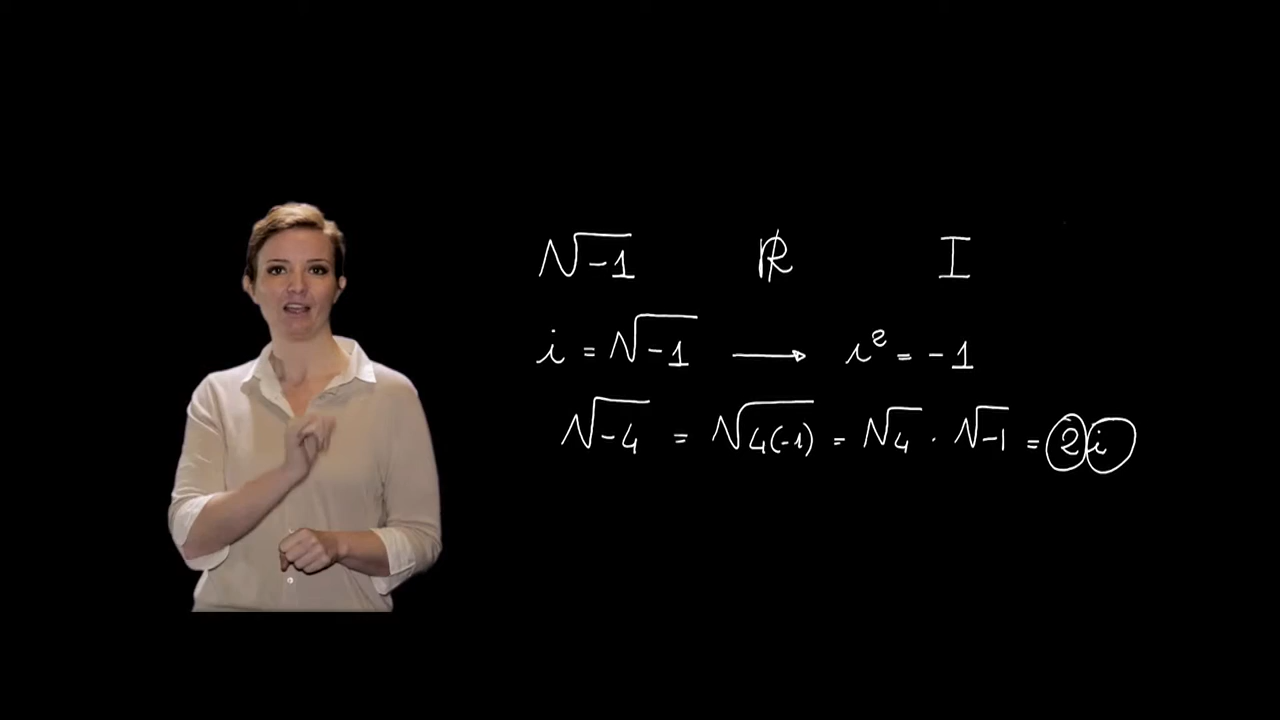 √-1 ℝ I
i = √-1 → i² = -1
√-4 = √4(-1) = √4 · √-1 = 2i